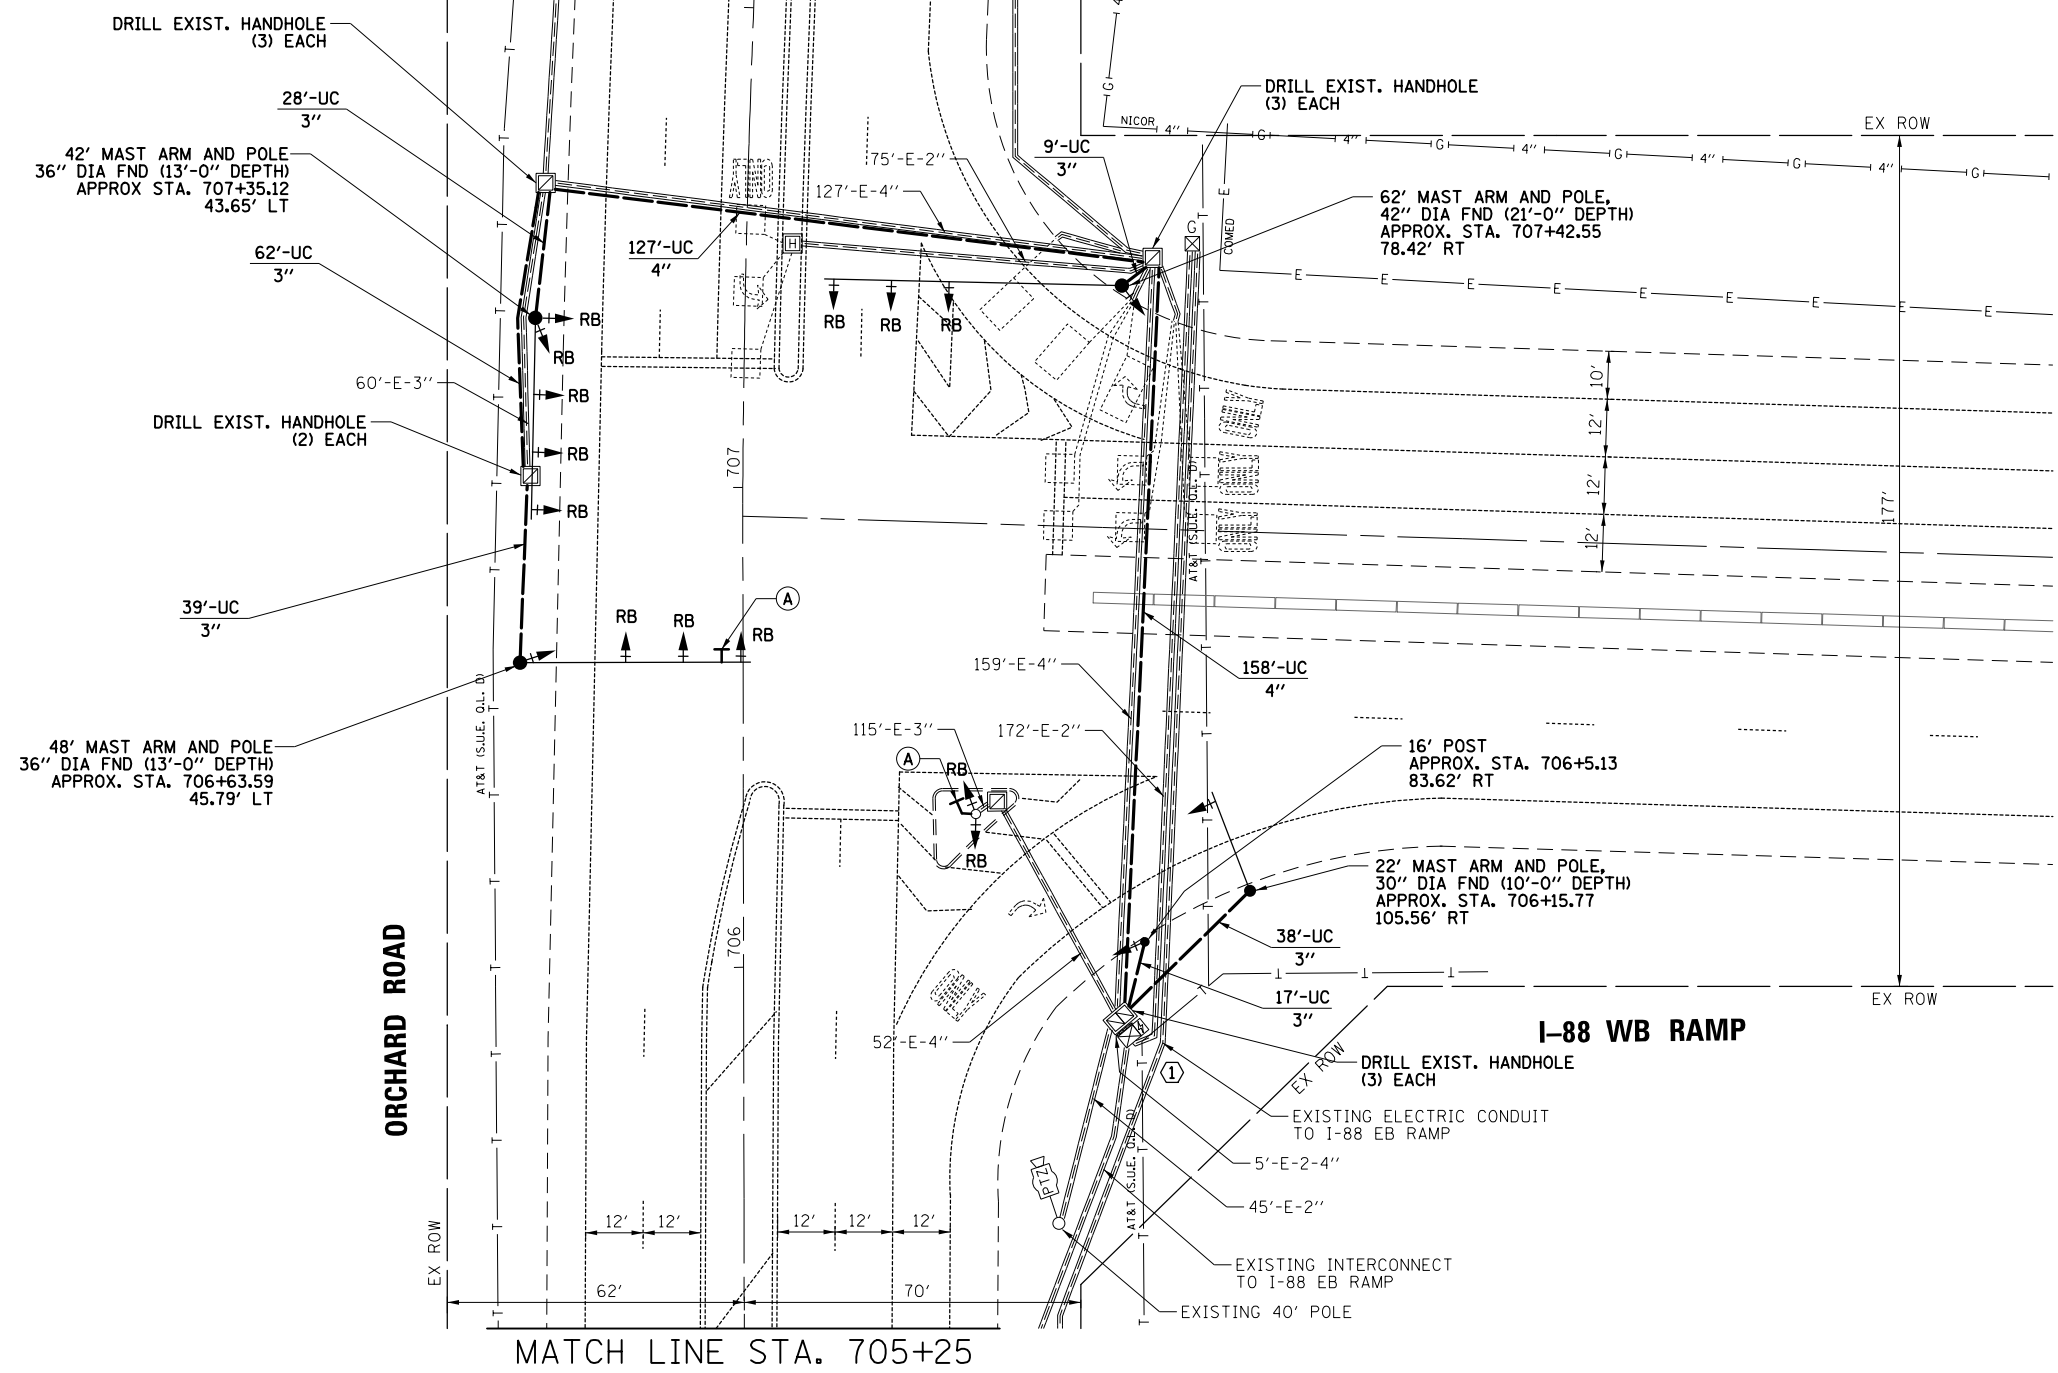 DRILL EXIST. HANDHOLE
(3) EACH
28'-UC
3"
42' MAST ARM AND POLE
36" DIA FND (13'-0" DEPTH)
APPROX STA. 707+35.12
43.65' LT
62'-UC
3"
60'-E-3"
DRILL EXIST. HANDHOLE
(2) EACH
39'-UC
3"
48' MAST ARM AND POLE
36" DIA FND (13'-0" DEPTH)
APPROX. STA. 706+63.59
45.79' LT
AT&T (S.U.E. Q.L. D)
ORCHARD ROAD
EX ROW
RB
RB
RB
RB
RB
127'-UC
4"
H
75'-E-2"
127'-E-4"
RB
RB
RB
707
RB
RB
RB
A
9'-UC
3"
DRILL EXIST. HANDHOLE
(3) EACH
62' MAST ARM AND POLE,
42" DIA FND (21'-0" DEPTH)
APPROX. STA. 707+42.55
78.42' RT
NICOR
4"
G
4"
G
4"
G
4"
G
4"
G
EX ROW
G
COMED
E
E
E
E
E
E
E
E
E
E
10'
12'
12'
12'
177'
AT&T (S.U.E. Q.L. D)
159'-E-4"
158'-UC
4"
115'-E-3"
172'-E-2"
A
RB
RB
16' POST
APPROX. STA. 706+5.13
83.62' RT
22' MAST ARM AND POLE,
30" DIA FND (10'-0" DEPTH)
APPROX. STA. 706+15.77
105.56' RT
706
38'-UC
3"
17'-UC
3"
52'-E-4"
EX ROW
I-88 WB RAMP
DRILL EXIST. HANDHOLE
(3) EACH
EX ROW
1
EXISTING ELECTRIC CONDUIT
TO I-88 EB RAMP
5'-E-2-4"
45'-E-2"
AT&T (S.U.E. Q.L. D)
PTZ
EXISTING INTERCONNECT
TO I-88 EB RAMP
EXISTING 40' POLE
12'
12'
12'
12'
12'
62'
70'
MATCH LINE STA. 705+25